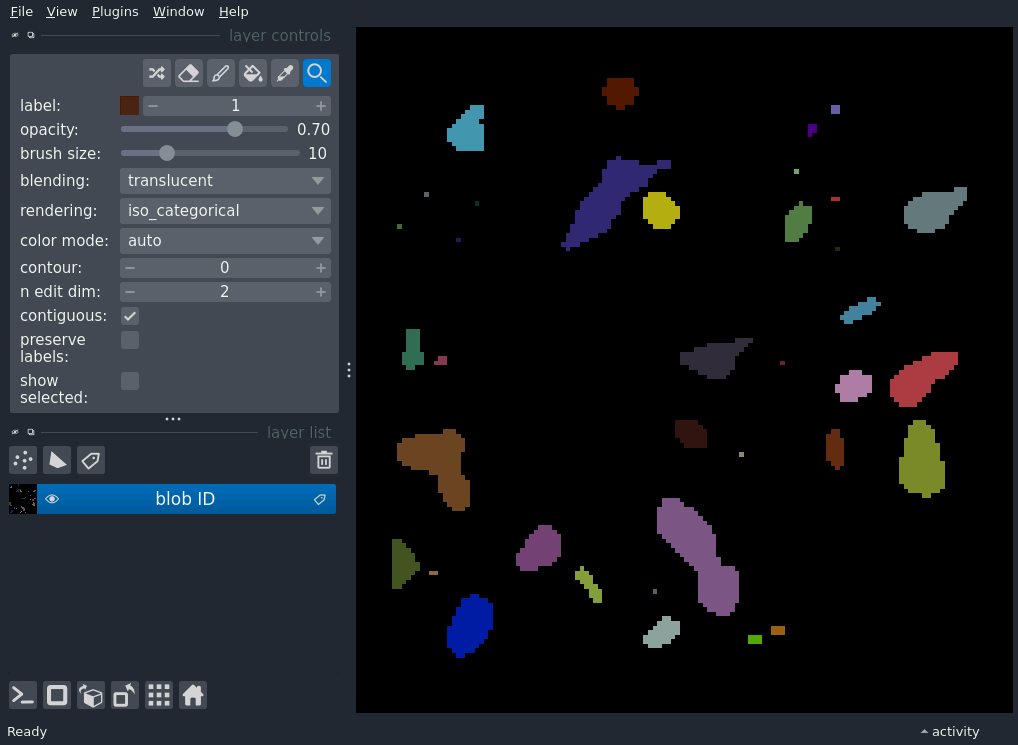 File View Plugins Window Help
layer controls
label: 1
opacity: 0.70
brush size: 10
blending: translucent
rendering: iso_categorical
color mode: auto
contour: 0
n edit dim: 2
contiguous:
preserve
labels:
show
selected:
layer list
blob ID
Ready
activity